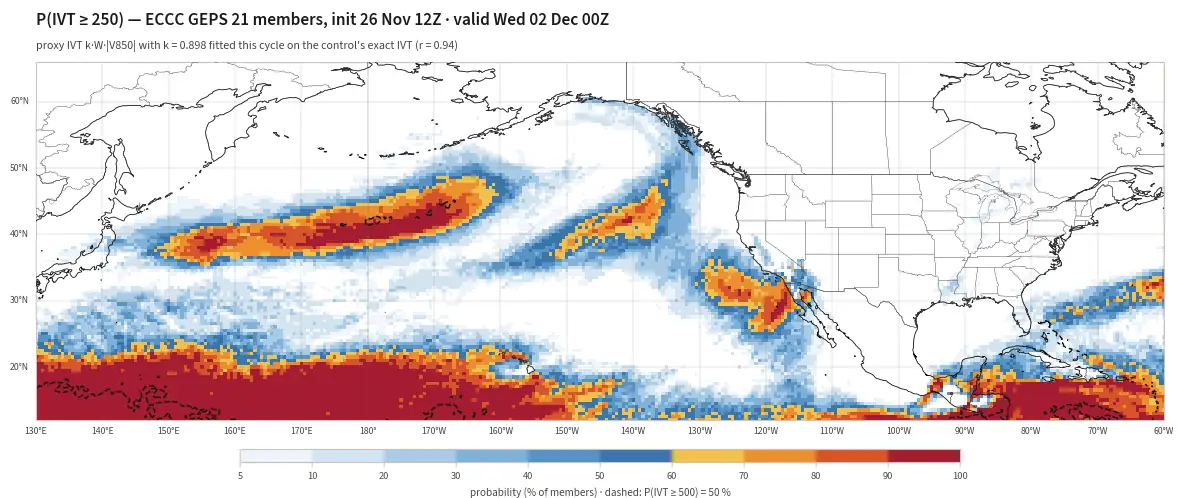 P(IVT ≥ 250) — ECCC GEPS 21 members, init 26 Nov 12Z · valid Wed 02 Dec 00Z
proxy IVT k·W·|V850| with k = 0.898 fitted this cycle on the control's exact IVT (r = 0.94)
60°N
50°N
40°N
30°N
20°N
130°E 140°E 150°E 160°E 170°E 180° 170°W 160°W 150°W 140°W 130°W 120°W 110°W 100°W 90°W 80°W 70°W 60°W
5 10 20 30 40 50 60 70 80 90 100
probability (% of members) · dashed: P(IVT ≥ 500) = 50 %